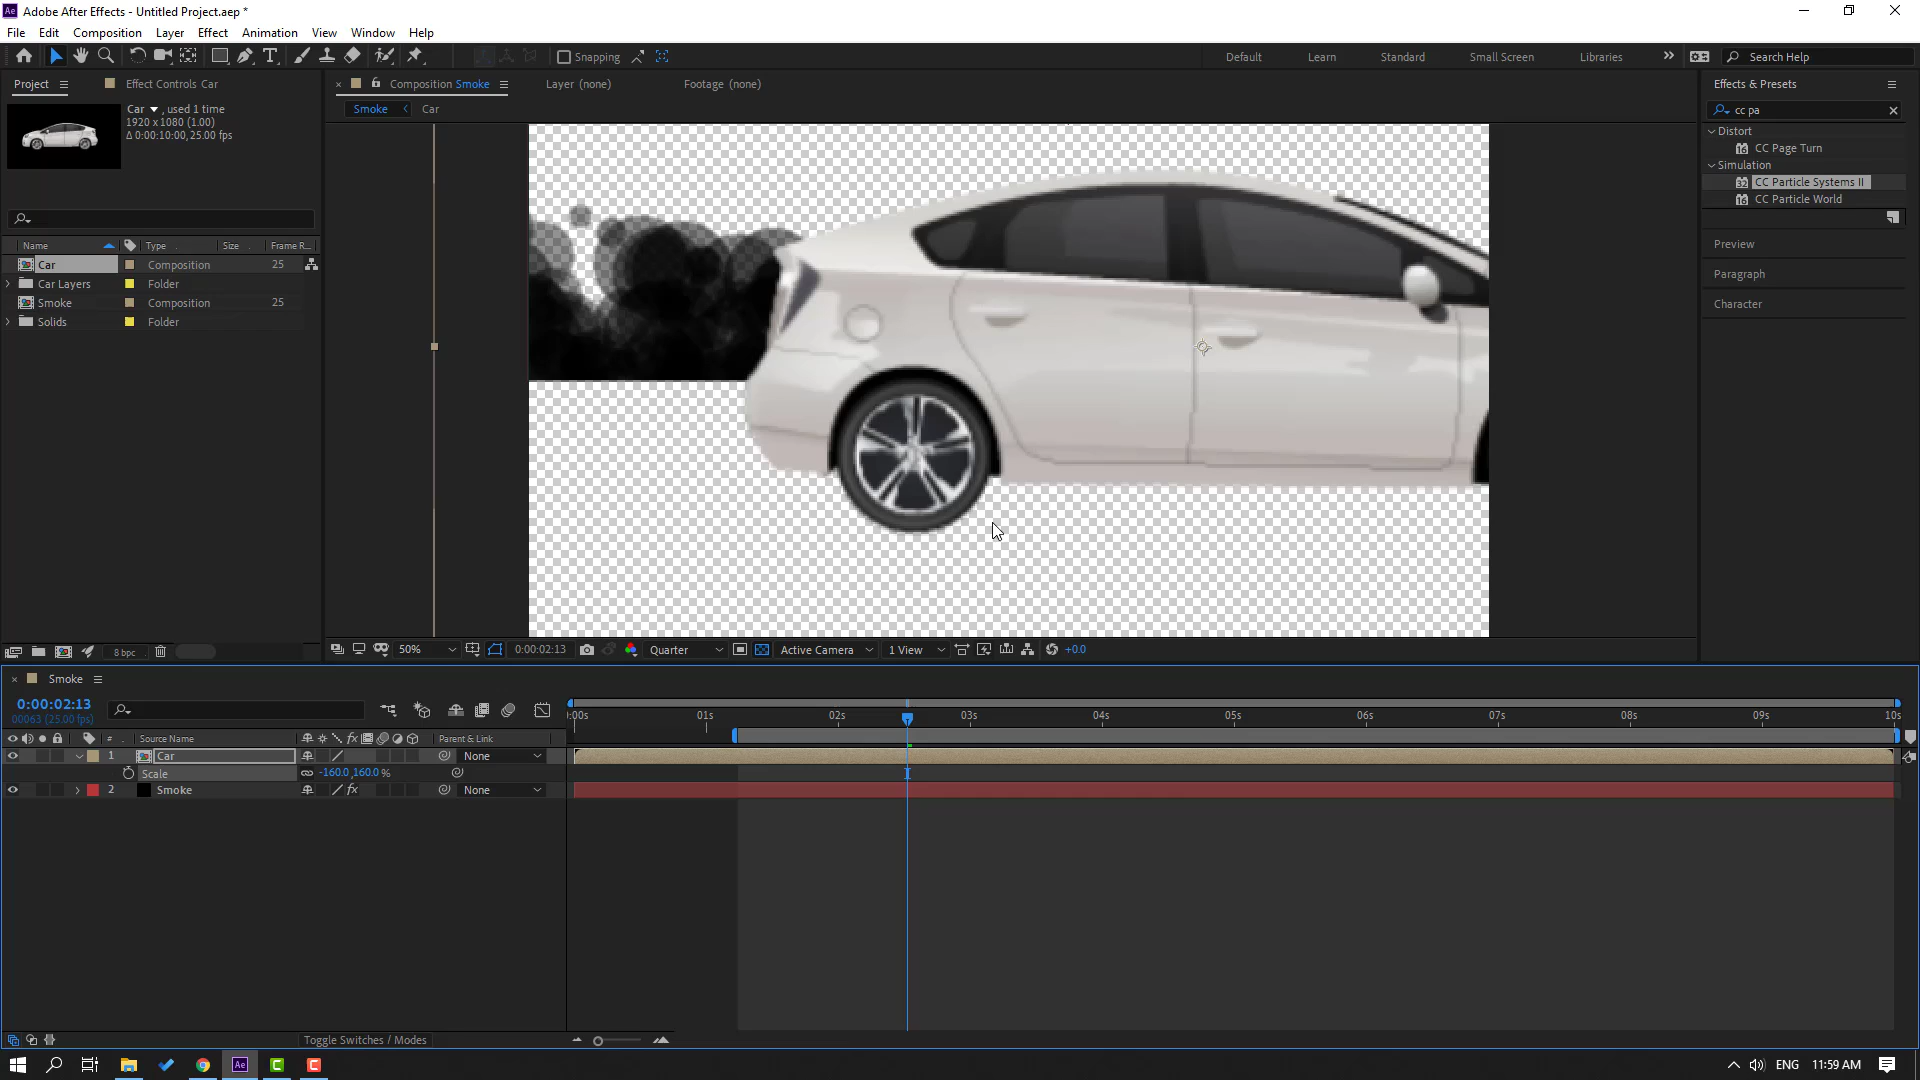 Adobe After Effects - Untitled Project.aep *
File Edit Composition Layer Effect Animation View Window Help
Snapping
Default Learn Standard Small Screen Libraries Search Help
Project Effect Controls Car
Composition Smoke Layer (none) Footage (none)
Effects & Presets
Smoke Car
Car , used 1 time
1920 x 1080 (1.00)
Δ 0:00:10:00, 25.00 fps
cc pa
Distort
CC Page Turn
Simulation
CC Particle Systems II
CC Particle World
Preview
Paragraph
Character
Name Type Size Frame R...
Car Composition 25
Car Layers Folder
Smoke Composition 25
Solids Folder
8 bpc
50% 0:00:02:13 Quarter Active Camera 1 View +0.0
Smoke
0:00:02:13
00063 (25.00 fps)
:00s 01s 02s 03s 04s 05s 06s 07s 08s 09s 10s
# Source Name Parent & Link
1 Car None
Scale -160.0,160.0 %
2 Smoke None
Toggle Switches / Modes
ENG 11:59 AM